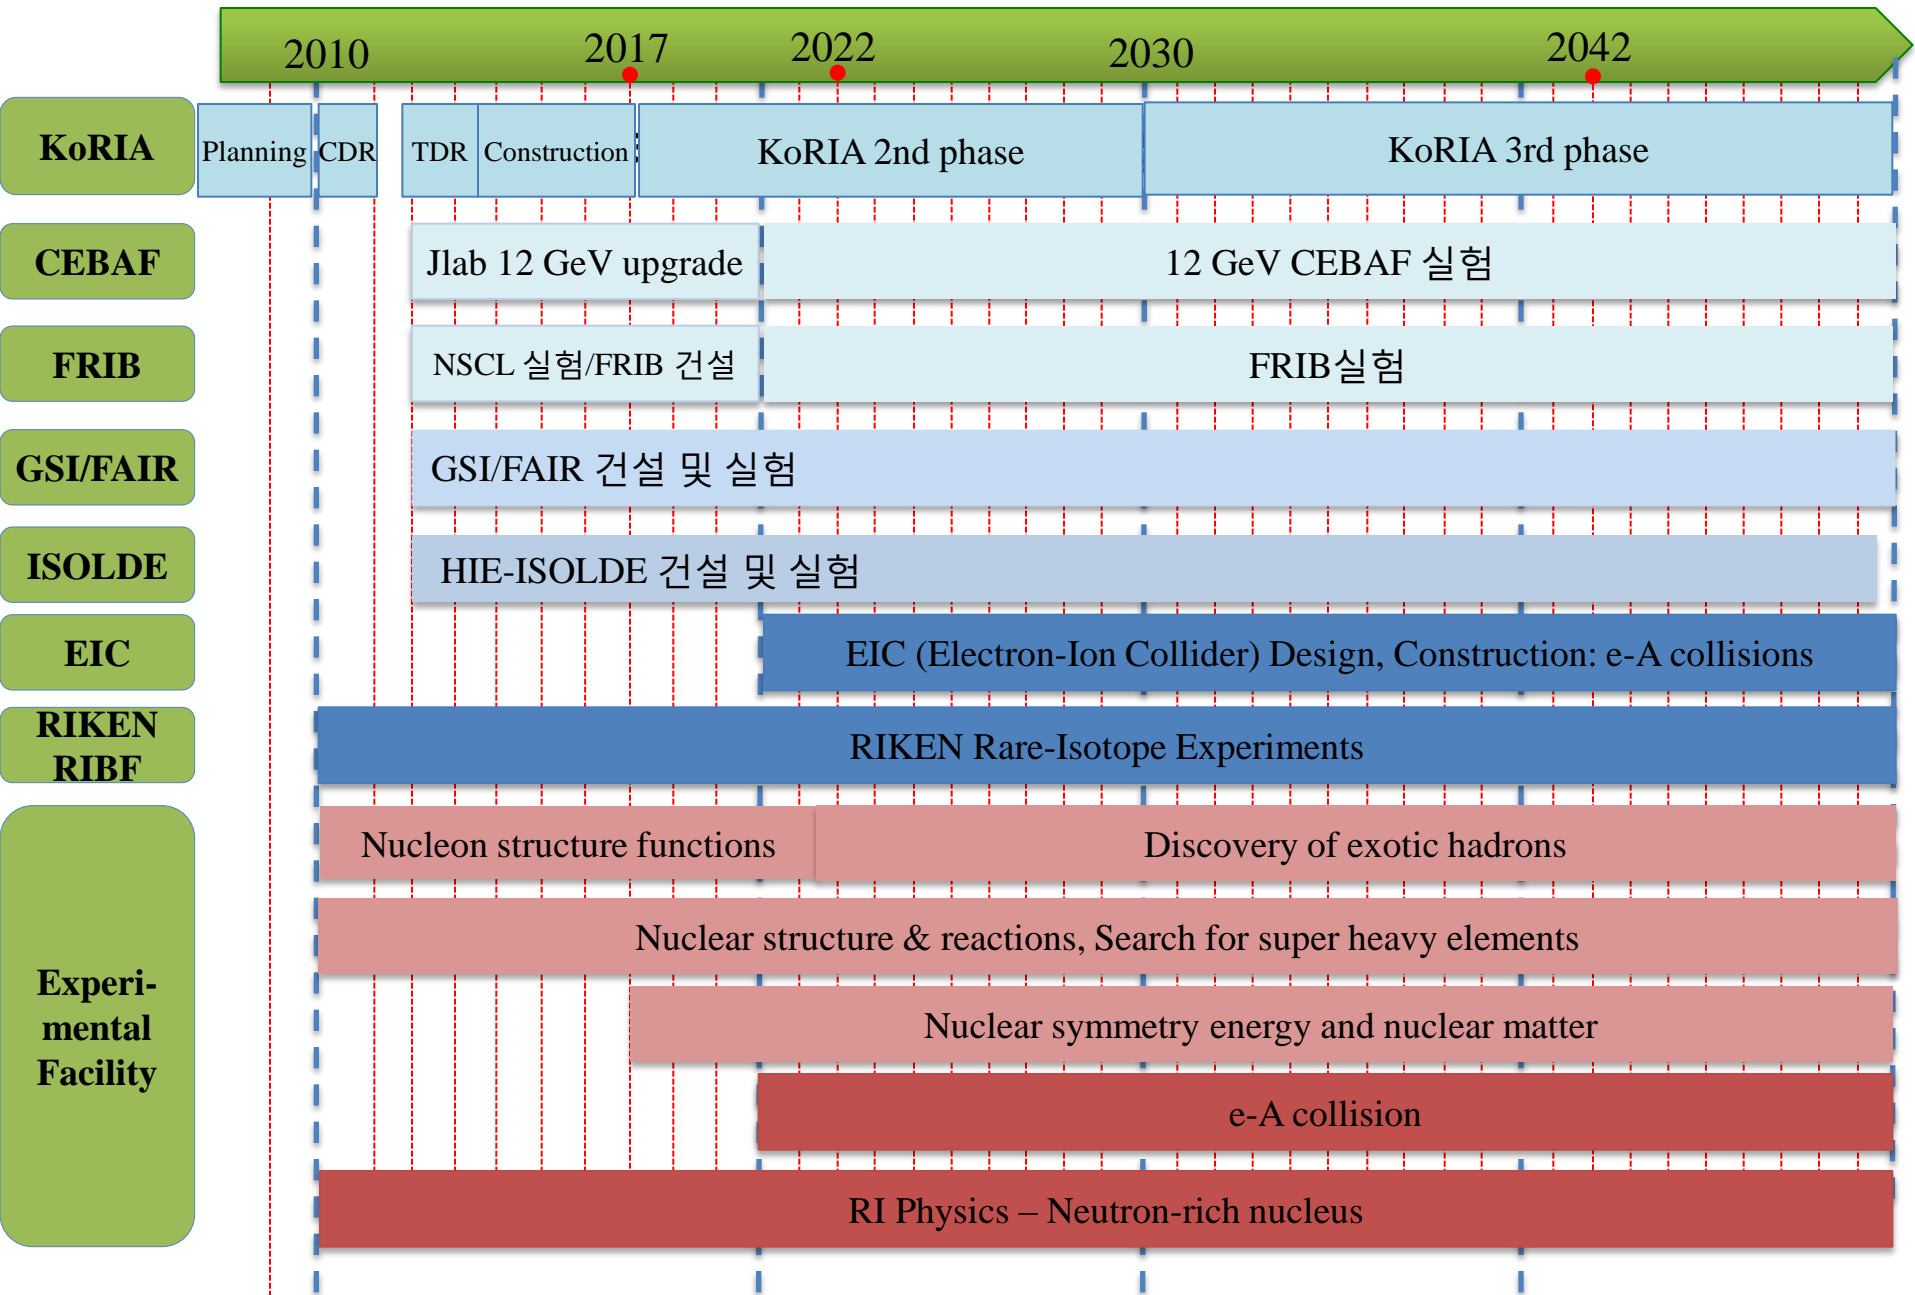 2010 2017 2022 2030 2042
KoRIA
Planning CDR TDR Construction KoRIA 2nd phase KoRIA 3rd phase
CEBAF
Jlab 12 GeV upgrade 12 GeV CEBAF 실험
FRIB
NSCL 실험/FRIB 건설 FRIB실험
GSI/FAIR
GSI/FAIR 건설 및 실험
ISOLDE
HIE-ISOLDE 건설 및 실험
EIC
EIC (Electron-Ion Collider) Design, Construction: e-A collisions
RIKEN
RIBF
RIKEN Rare-Isotope Experiments
Experi-
mental
Facility
Nucleon structure functions Discovery of exotic hadrons
Nuclear structure & reactions, Search for super heavy elements
Nuclear symmetry energy and nuclear matter
e-A collision
RI Physics – Neutron-rich nucleus